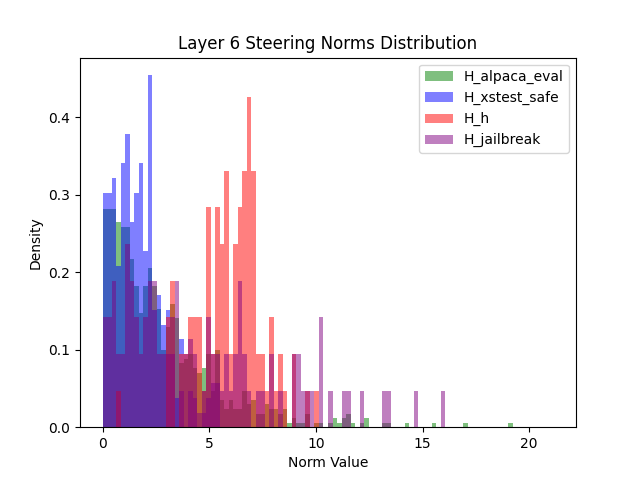 Layer 6 Steering Norms Distribution
H_alpaca_eval
H_xstest_safe
H_h
H_jailbreak
0.4
0.3
0.2
0.1
0.0
Density
0
5
10
15
20
Norm Value